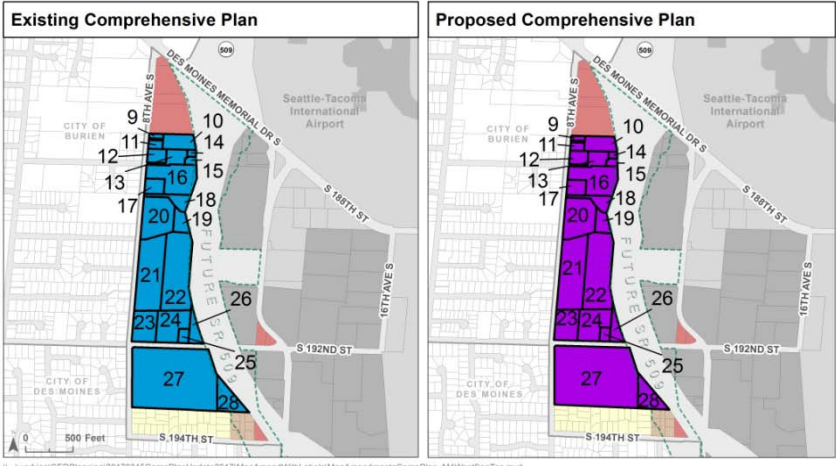 Existing Comprehensive Plan
509
DES MOINES MEMORIAL DR S
8TH AVE S
Seattle-Tacoma
International
Airport
CITY OF
BURIEN
9
10
11
14
12
15
13
16
17
18
19
20
S 188TH ST
FUTURE SR 509
16TH AVE S
21
22
26
23
24
S 192ND ST
25
27
CITY OF
DES MOINES
28
0 500 Feet
S 194TH ST
Proposed Comprehensive Plan
509
DES MOINES MEMORIAL DR S
8TH AVE S
Seattle-Tacoma
International
Airport
CITY OF
BURIEN
9
10
11
14
12
15
13
16
17
18
19
20
S 188TH ST
FUTURE SR 509
16TH AVE S
21
22
26
23
24
S 192ND ST
25
27
CITY OF
DES MOINES
28
S 194TH ST